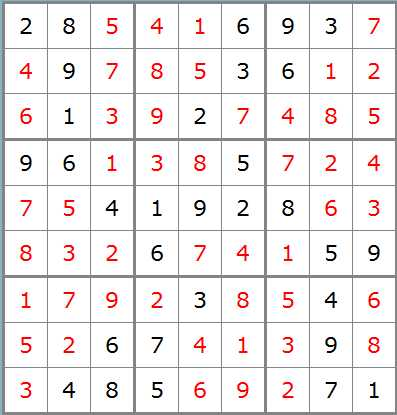 2 8 5 4 1 6 9 3 7
4 9 7 8 5 3 6 1 2
6 1 3 9 2 7 4 8 5
9 6 1 3 8 5 7 2 4
7 5 4 1 9 2 8 6 3
8 3 2 6 7 4 1 5 9
1 7 9 2 3 8 5 4 6
5 2 6 7 4 1 3 9 8
3 4 8 5 6 9 2 7 1